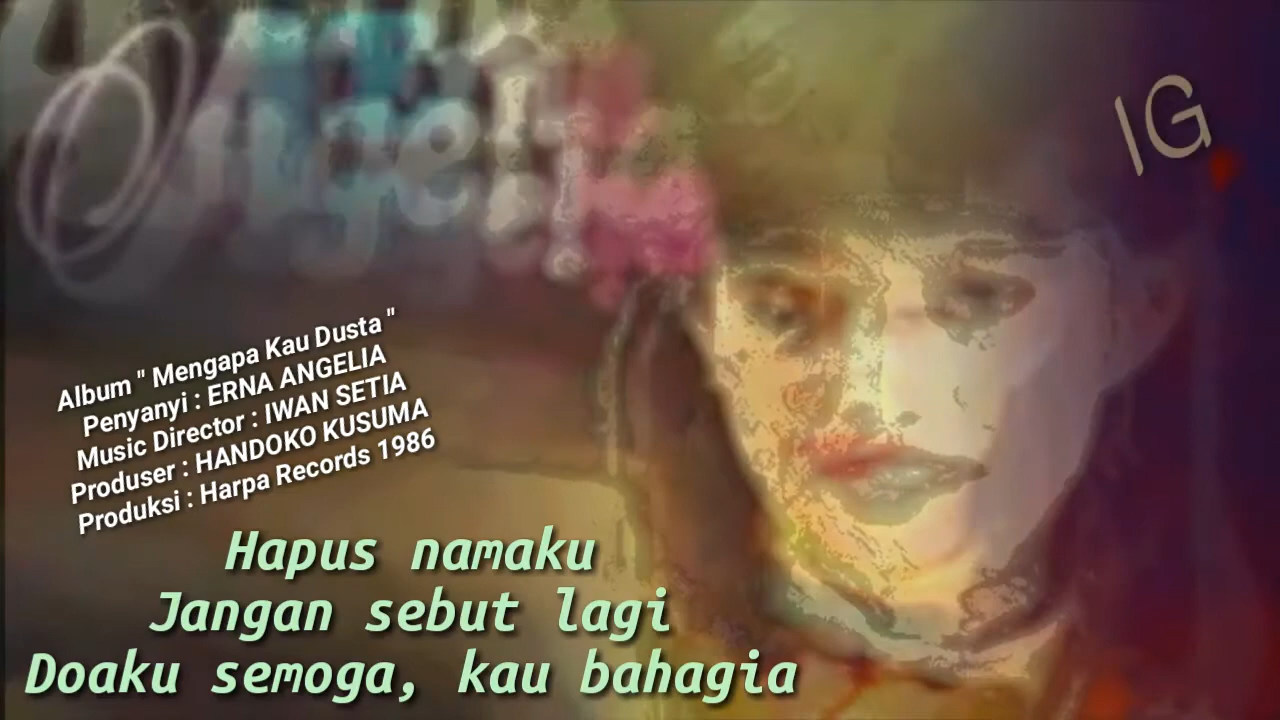 Angelia
IG
Album " Mengapa Kau Dusta "
Penyanyi : ERNA ANGELIA
Music Director : IWAN SETIA
Produser : HANDOKO KUSUMA
Produksi : Harpa Records 1986
Hapus namaku
Jangan sebut lagi
Doaku semoga, kau bahagia